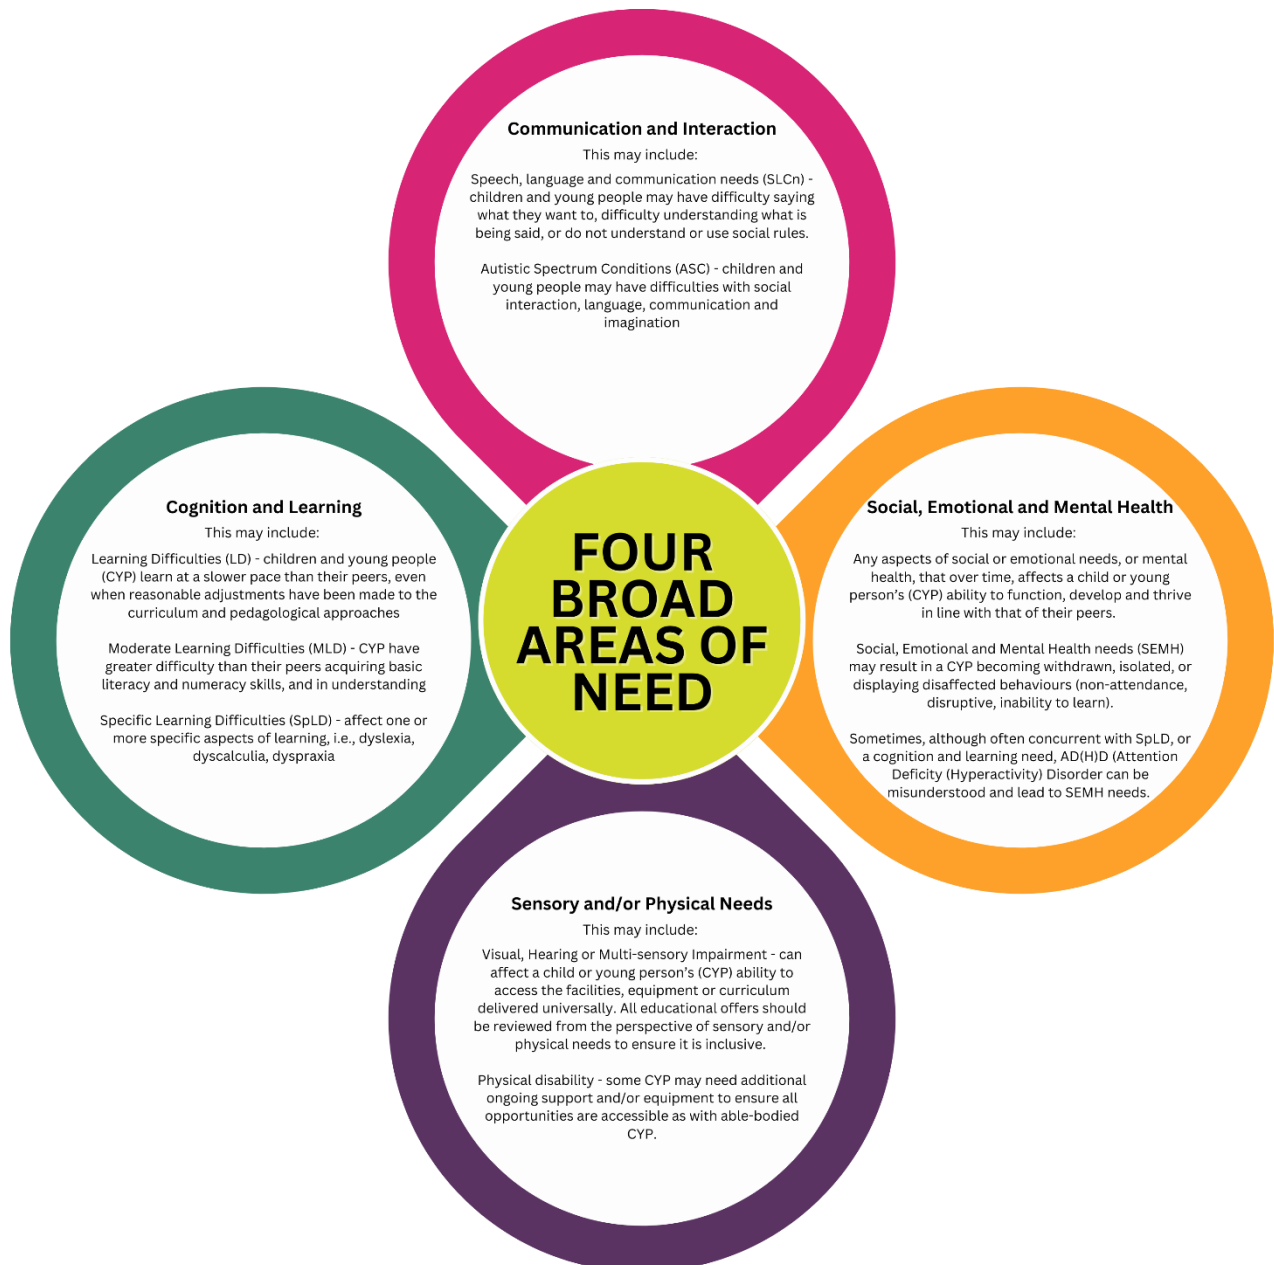 Communication and Interaction
This may include:
Speech, language and communication needs (SLCn) -
children and young people may have difficulty saying
what they want to, difficulty understanding what is
being said, or do not understand or use social rules.
Autistic Spectrum Conditions (ASC) - children and
young people may have difficulties with social
interaction, language, communication and
imagination
Cognition and Learning
This may include:
Learning Difficulties (LD) - children and young people
(CYP) learn at a slower pace than their peers, even
when reasonable adjustments have been made to the
curriculum and pedagological approaches
Moderate Learning Difficulties (MLD) - CYP have
greater difficulty than their peers acquiring basic
literacy and numeracy skills, and in understanding
Specific Learning Difficulties (SpLD) - affect one or
more specific aspects of learning, i.e., dyslexia,
dyscalculia, dyspraxia
FOUR
BROAD
AREAS OF
NEED
Social, Emotional and Mental Health
This may include:
Any aspects of social or emotional needs, or mental
health, that over time, affects a child or young
person's (CYP) ability to function, develop and thrive
in line with that of their peers.
Social, Emotional and Mental Health needs (SEMH)
may result in a CYP becoming withdrawn, isolated, or
displaying disaffected behaviours (non-attendance,
disruptive, inability to learn).
Sometimes, although often concurrent with SpLD, or
a cognition and learning need, AD(H)D (Attention
Deficity (Hyperactivity) Disorder can be
misunderstood and lead to SEMH needs.
Sensory and/or Physical Needs
This may include:
Visual, Hearing or Multi-sensory Impairment - can
affect a child or young person's (CYP) ability to
access the facilities, equipment or curriculum
delivered universally. All educational offers should
be reviewed from the perspective of sensory and/or
physical needs to ensure it is inclusive.
Physical disability - some CYP may need additional
ongoing support and/or equipment to ensure all
opportunities are accessible as with able-bodied
CYP.